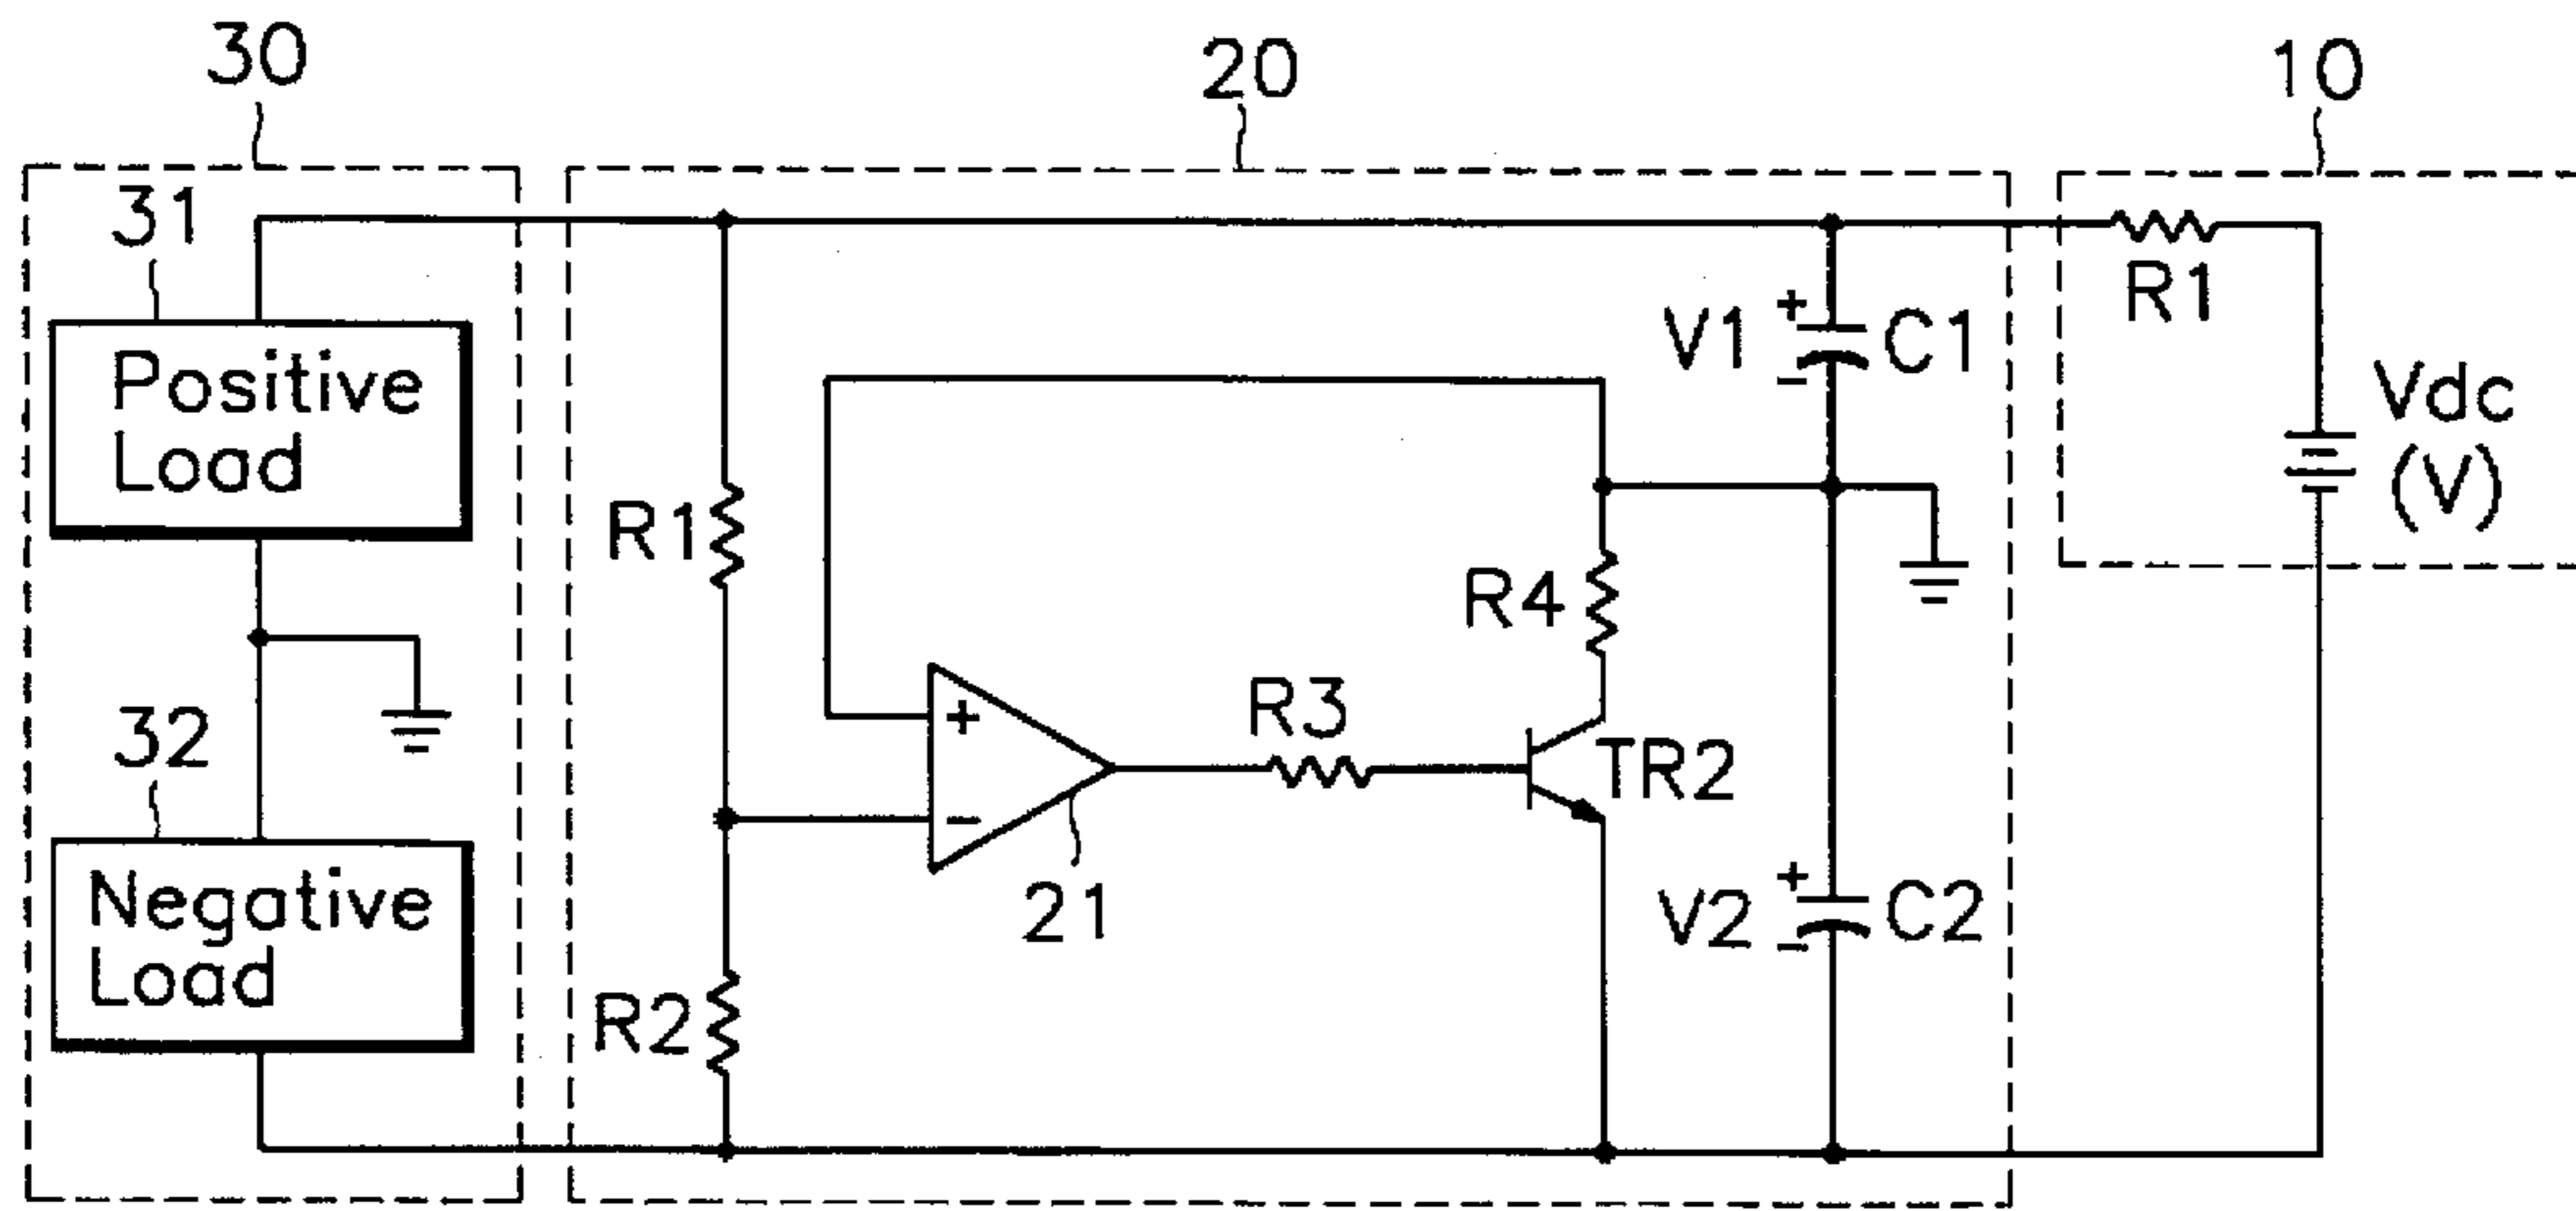 30
20
10
31
Positive
Load
32
Negative
Load
R1
R2
+
−
21
R3
R4
TR2
V1
+
−
C1
V2
+
−
C2
R1
Vdc
(V)